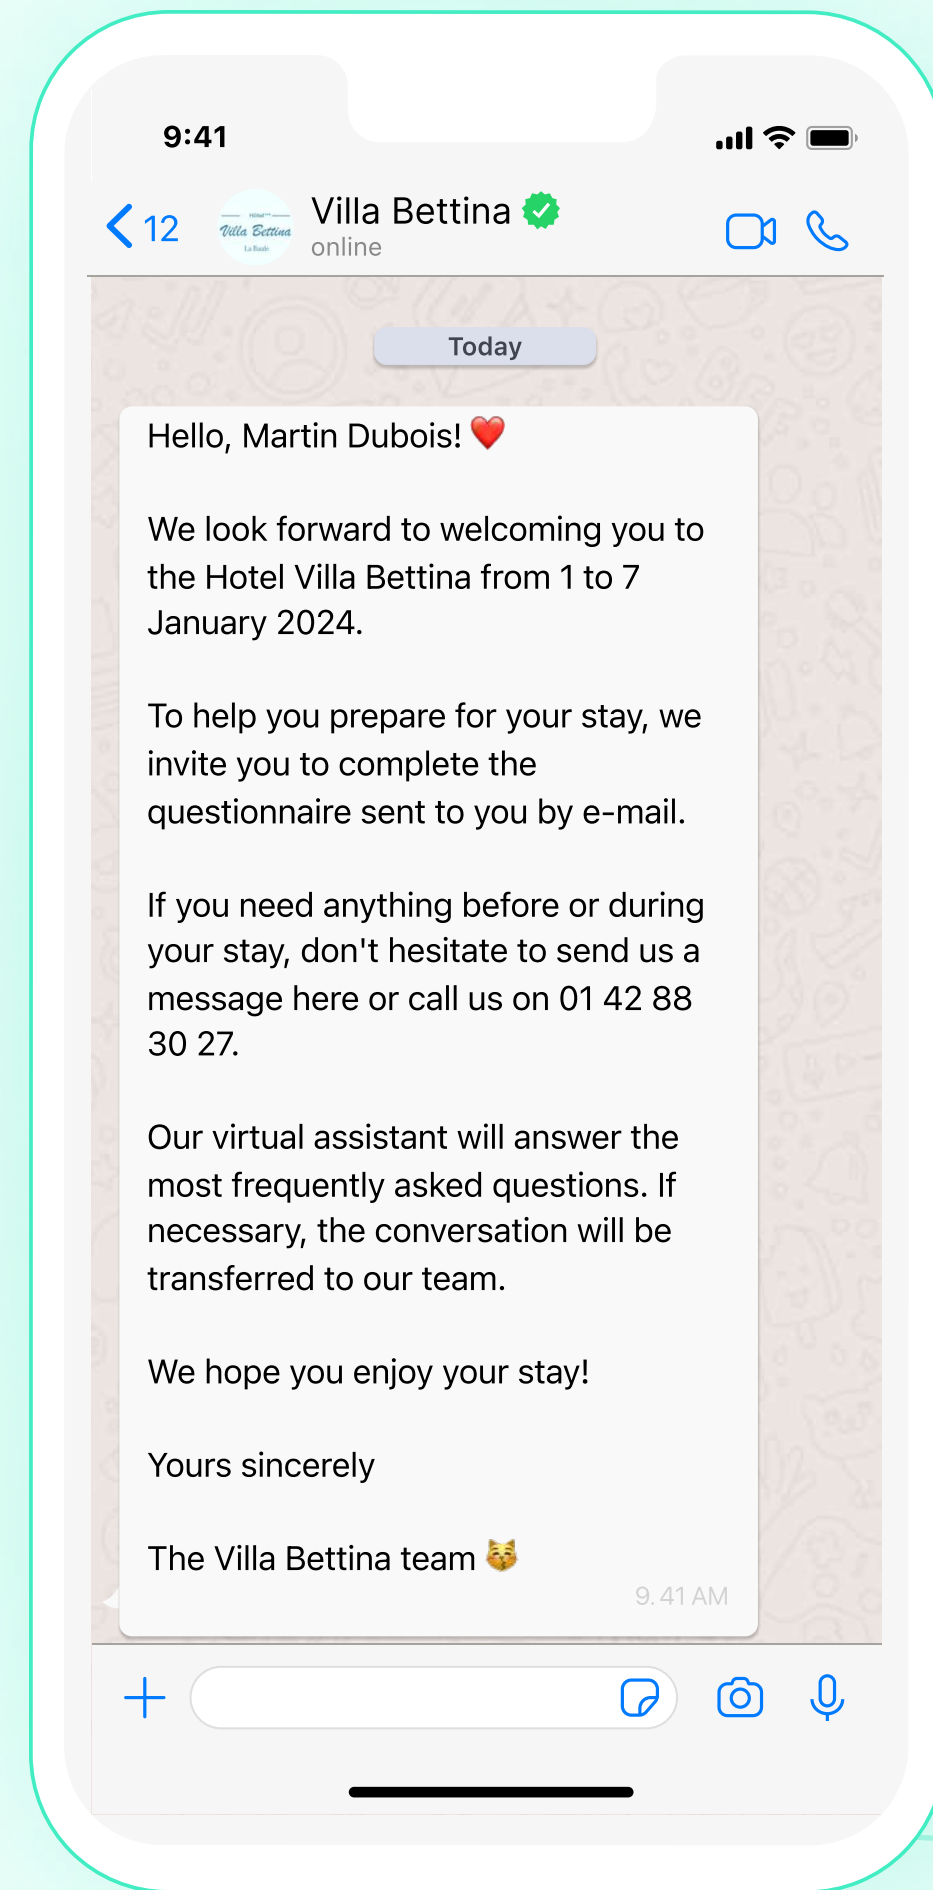 9:41
12
Hôtel***
Villa Bettina
La Baule
Villa Bettina
online
Today
Hello, Martin Dubois! ❤️
We look forward to welcoming you to
the Hotel Villa Bettina from 1 to 7
January 2024.
To help you prepare for your stay, we
invite you to complete the
questionnaire sent to you by e-mail.
If you need anything before or during
your stay, don't hesitate to send us a
message here or call us on 01 42 88
30 27.
Our virtual assistant will answer the
most frequently asked questions. If
necessary, the conversation will be
transferred to our team.
We hope you enjoy your stay!
Yours sincerely
The Villa Bettina team 😽
9.41 AM